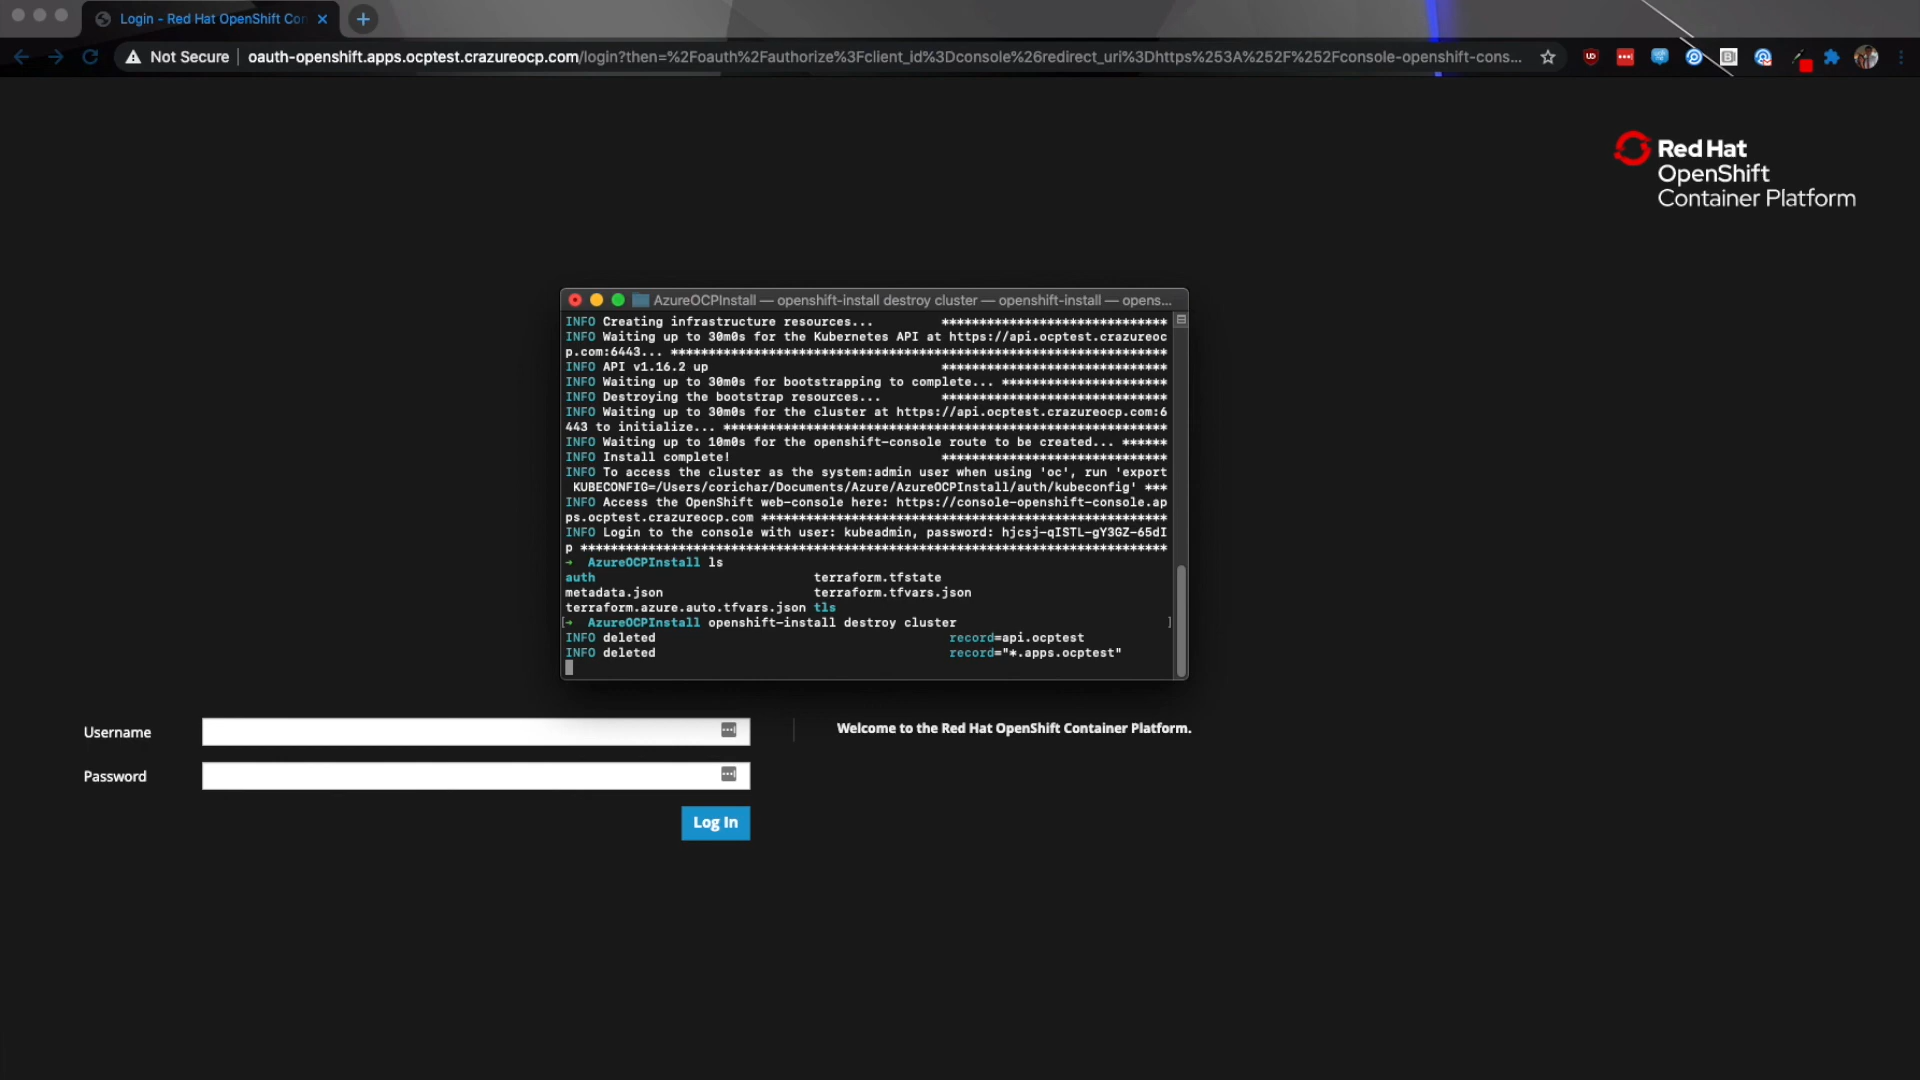 Login - Red Hat OpenShift Con
Not Secure
oauth-openshift.apps.ocptest.crazureocp.com/login?then=%2Foauth%2Fauthorize%3Fclient_id%3Dconsole%26redirect_uri%3Dhttps%253A%252F%252Fconsole-openshift-cons...
Red Hat
OpenShift
Container Platform
AzureOCPInstall — openshift-install destroy cluster — openshift-install — opens...
INFO Creating infrastructure resources... ******************************
INFO Waiting up to 30m0s for the Kubernetes API at https://api.ocptest.crazureoc
p.com:6443... ******************************************************************
INFO API v1.16.2 up ******************************
INFO Waiting up to 30m0s for bootstrapping to complete... **********************
INFO Destroying the bootstrap resources... ******************************
INFO Waiting up to 30m0s for the cluster at https://api.ocptest.crazureocp.com:6
443 to initialize... ***********************************************************
INFO Waiting up to 10m0s for the openshift-console route to be created... ******
INFO Install complete! ******************************
INFO To access the cluster as the system:admin user when using 'oc', run 'export
KUBECONFIG=/Users/corichar/Documents/Azure/AzureOCPInstall/auth/kubeconfig' ***
INFO Access the OpenShift web-console here: https://console-openshift-console.ap
ps.ocptest.crazureocp.com ******************************************************
INFO Login to the console with user: kubeadmin, password: hjcsj-qISTL-gY3GZ-65dI
p ******************************************************************************
→ AzureOCPInstall ls
auth terraform.tfstate
metadata.json terraform.tfvars.json
terraform.azure.auto.tfvars.json tls
[→ AzureOCPInstall openshift-install destroy cluster ]
INFO deleted record=api.ocptest
INFO deleted record="*.apps.ocptest"
Username
Welcome to the Red Hat OpenShift Container Platform.
Password
Log In